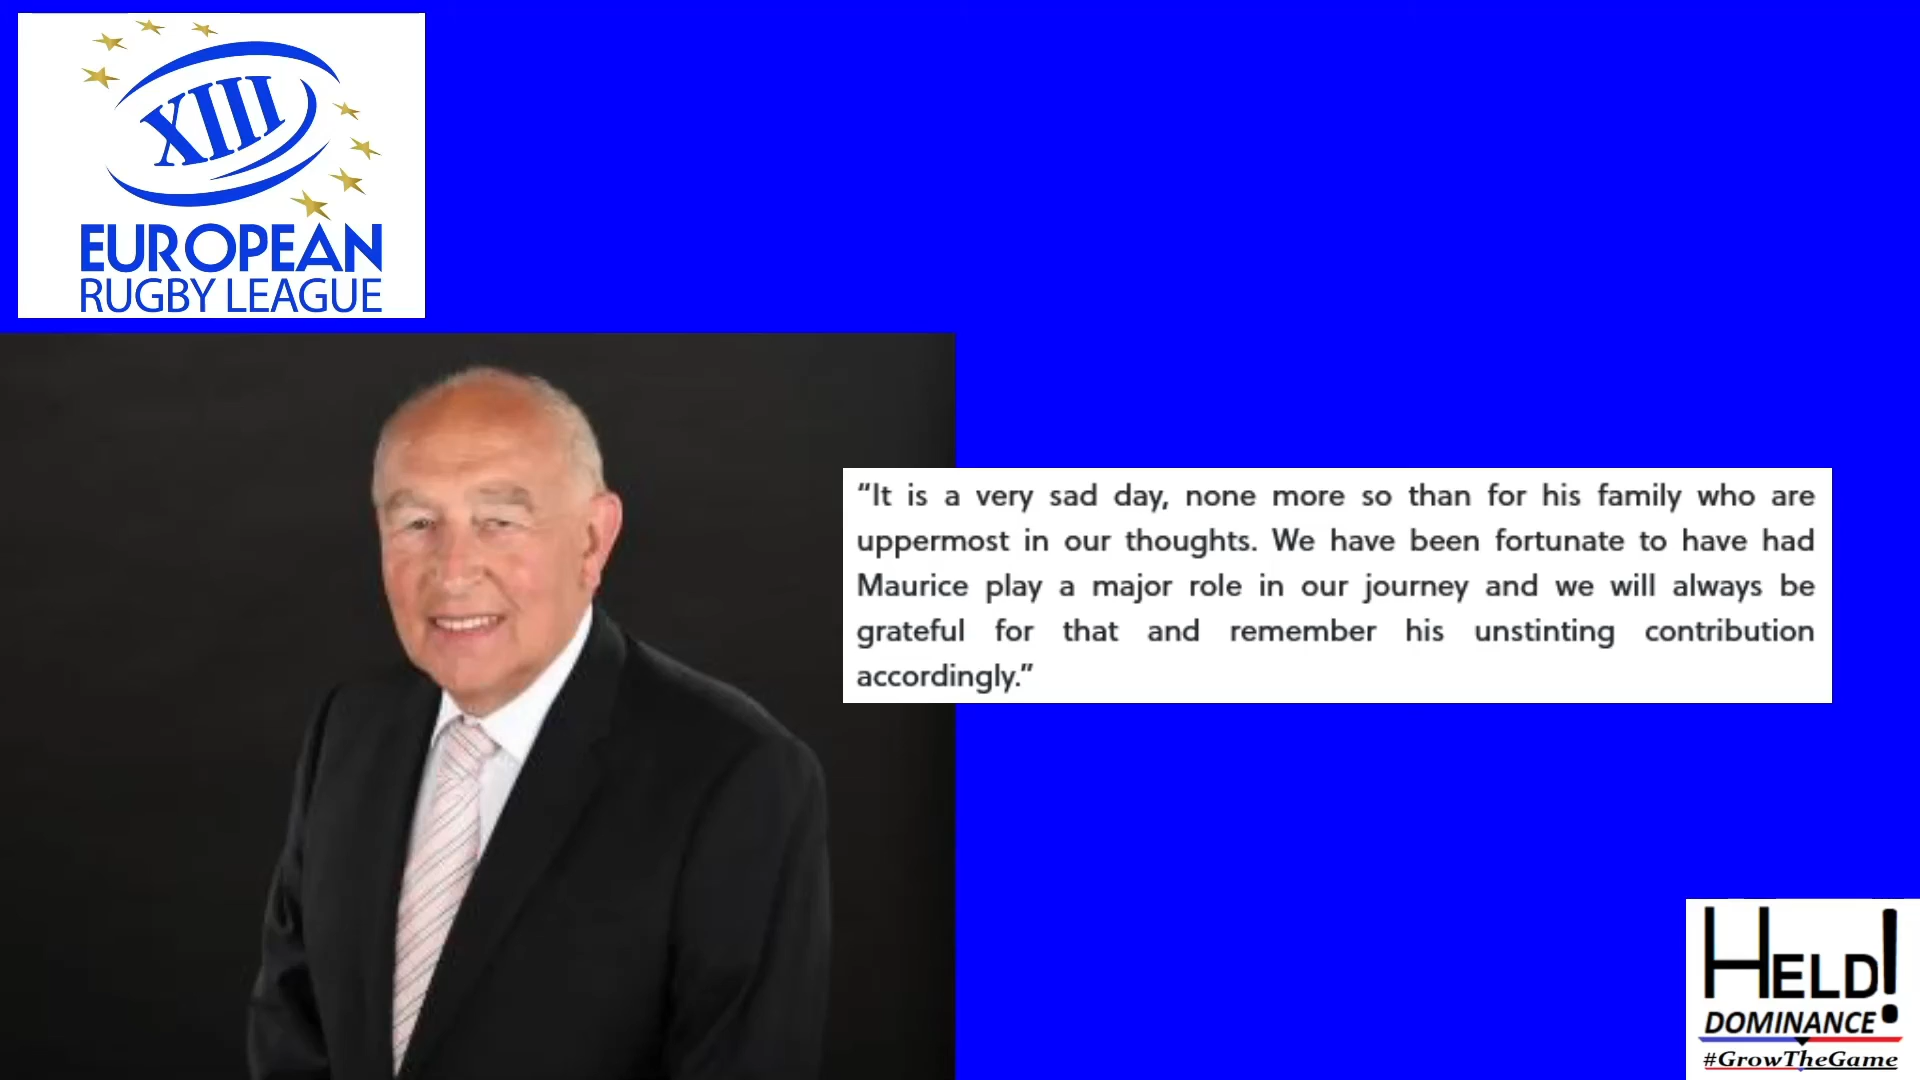 XIII
EUROPEAN
RUGBY LEAGUE
“It is a very sad day, none more so than for his family who are
uppermost in our thoughts. We have been fortunate to have had
Maurice play a major role in our journey and we will always be
grateful for that and remember his unstinting contribution
accordingly.”
HELD!
DOMINANCE
#GrowTheGame